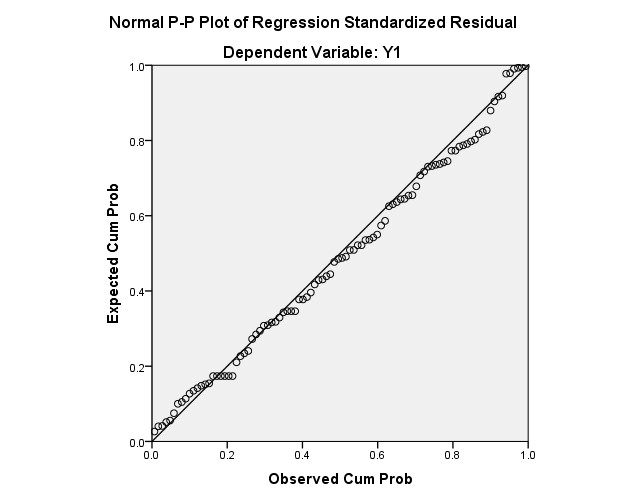 Normal P-P Plot of Regression Standardized Residual
Dependent Variable: Y1
1.0
0.8
0.6
0.4
0.2
0.0
Expected Cum Prob
0.0 0.2 0.4 0.6 0.8 1.0
Observed Cum Prob